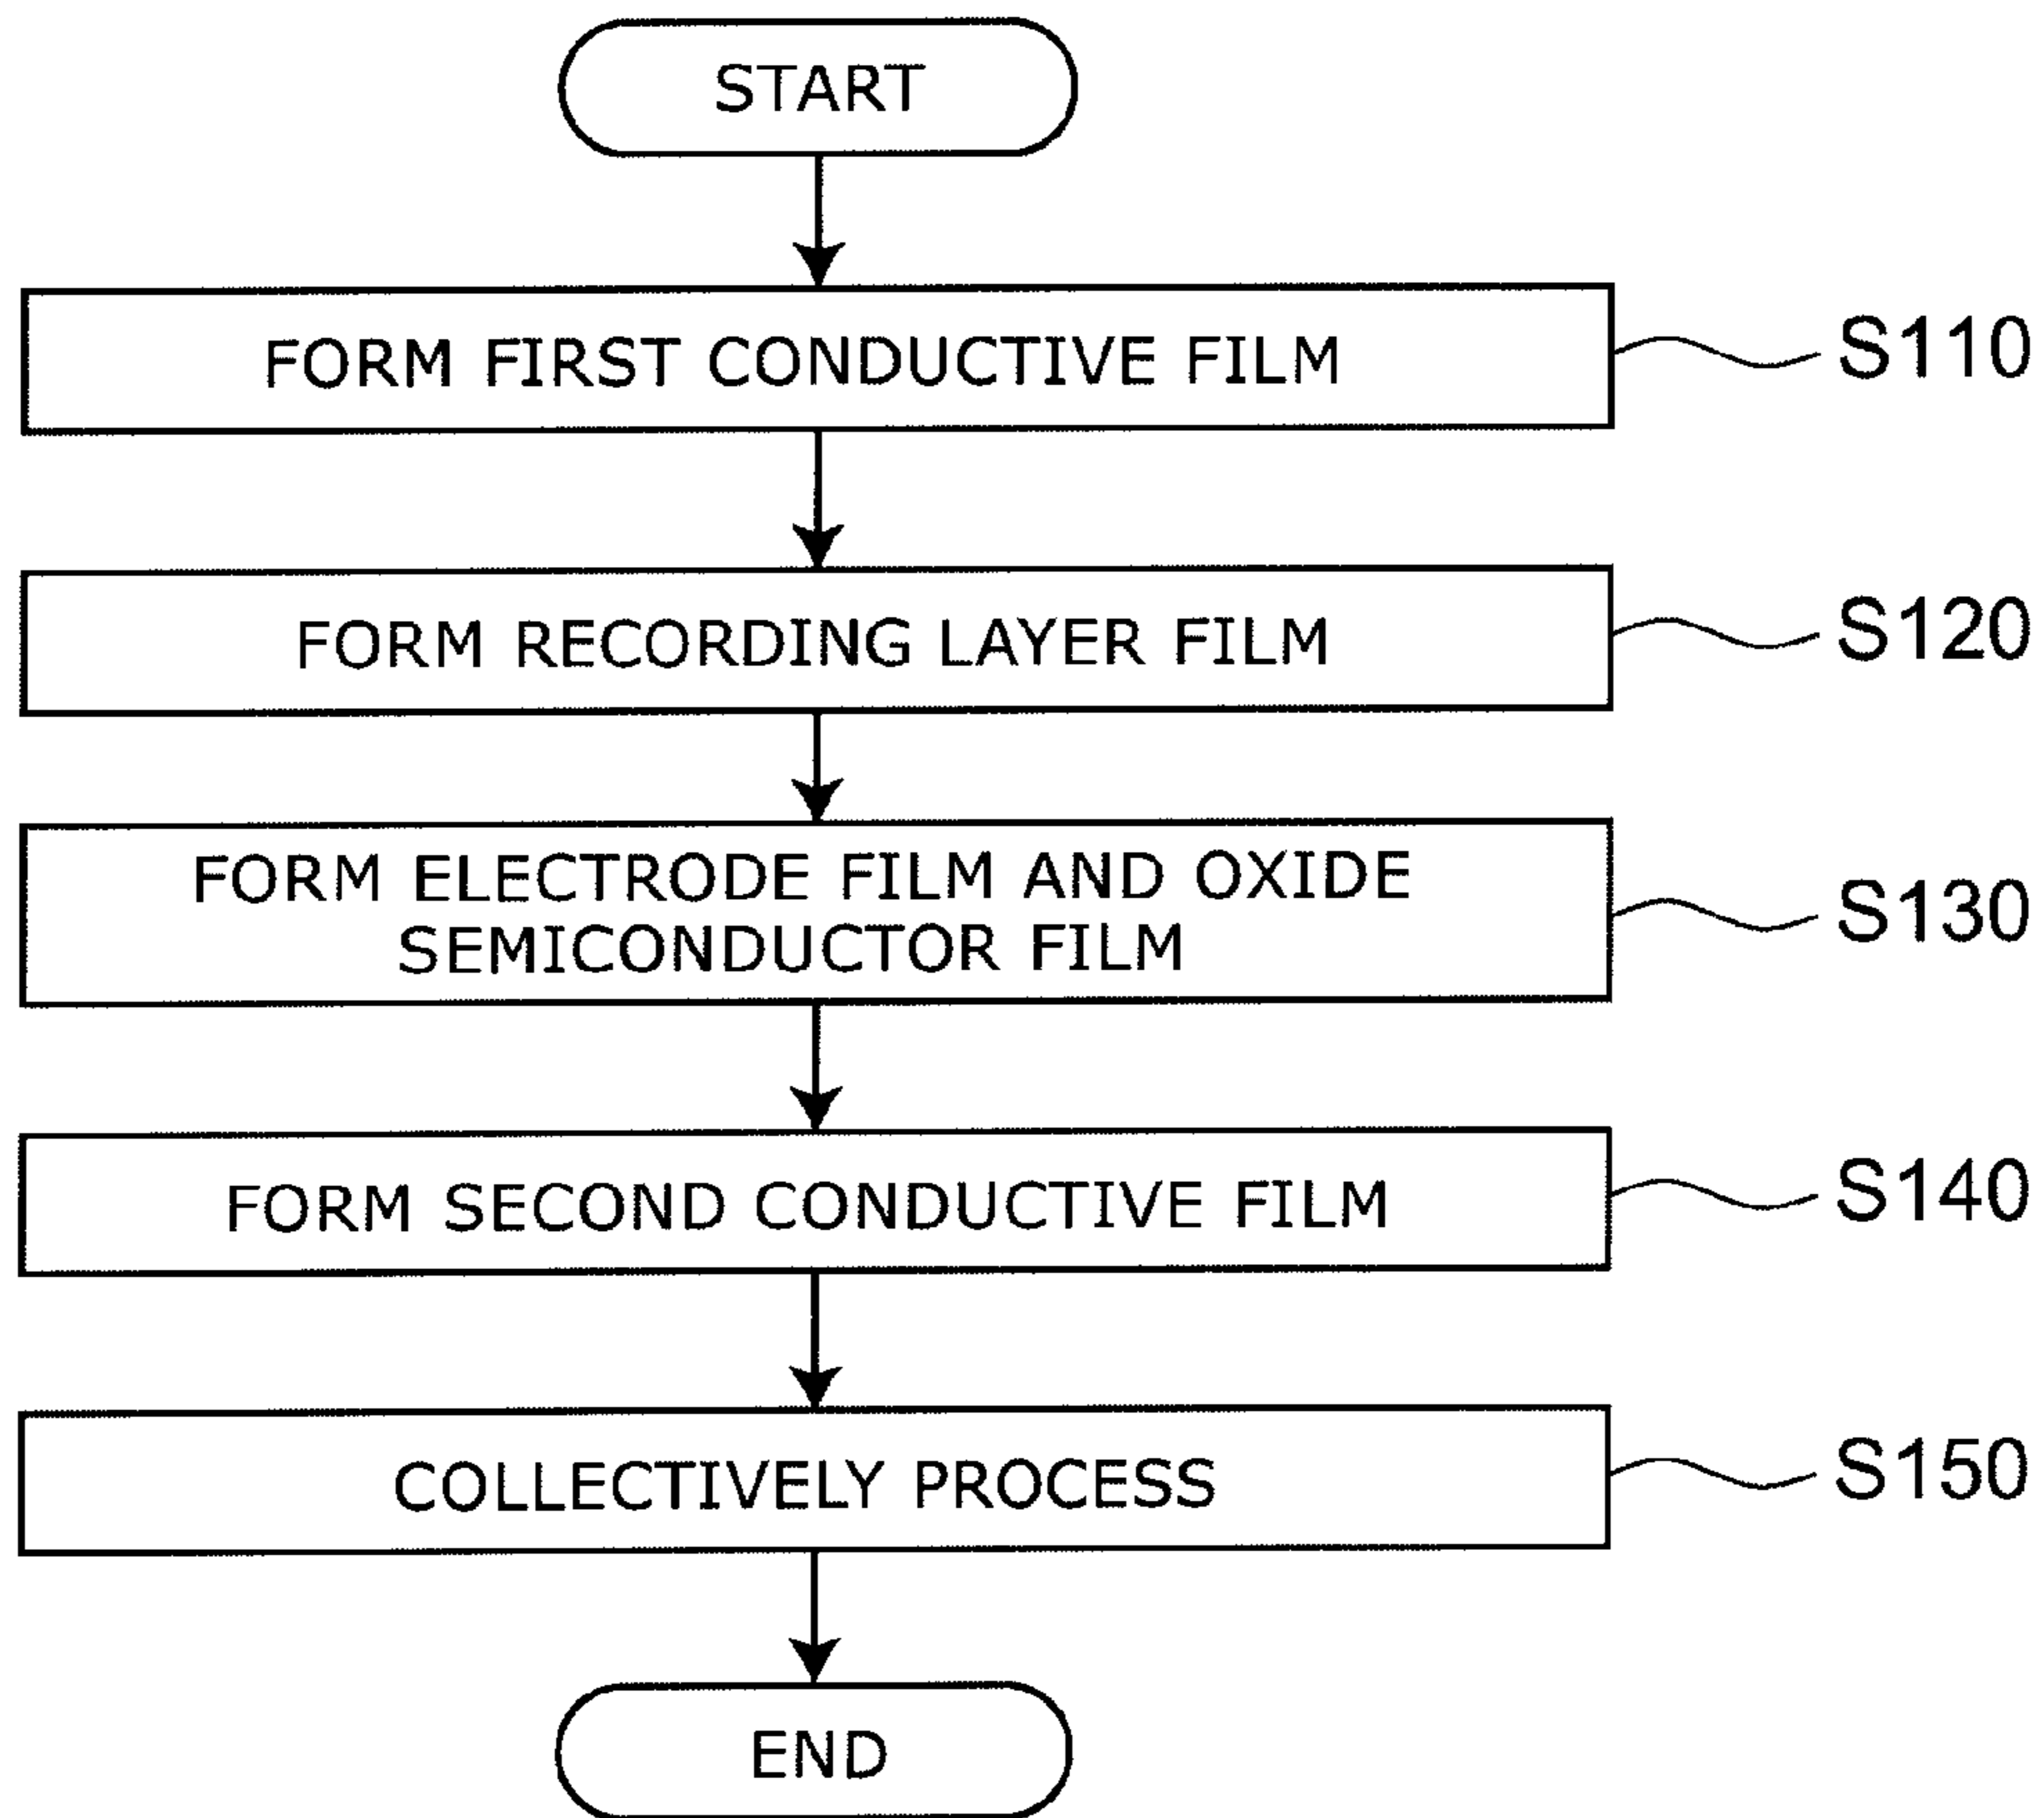 START
FORM FIRST CONDUCTIVE FILM
S110
FORM RECORDING LAYER FILM
S120
FORM ELECTRODE FILM AND OXIDE
SEMICONDUCTOR FILM
S130
FORM SECOND CONDUCTIVE FILM
S140
COLLECTIVELY PROCESS
S150
END